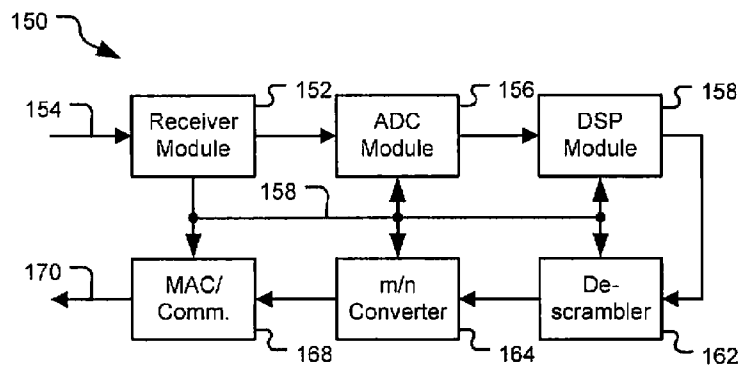 150
154
152
156
158
Receiver
Module
ADC
Module
DSP
Module
158
170
MAC/
Comm.
m/n
Converter
De-
scrambler
168
164
162